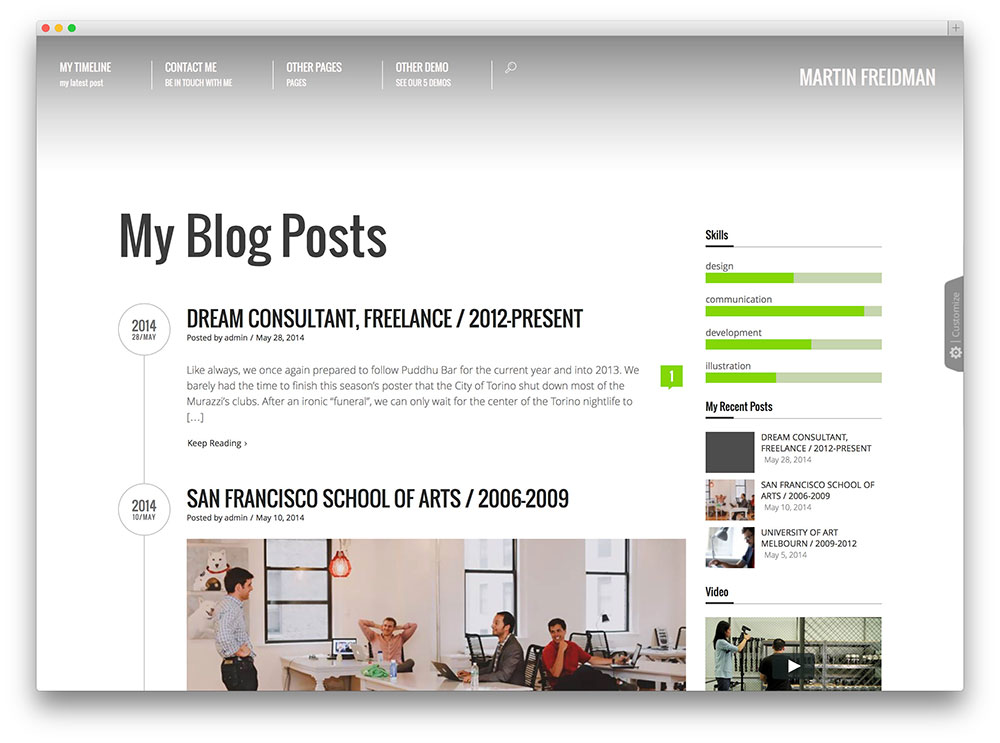 MY TIMELINE
my latest post
CONTACT ME
BE IN TOUCH WITH ME
OTHER PAGES
PAGES
OTHER DEMO
SEE OUR 5 DEMOS
MARTIN FREIDMAN
My Blog Posts
2014
28/MAY
DREAM CONSULTANT, FREELANCE / 2012-PRESENT
Posted by admin / May 28, 2014
Like always, we once again prepared to follow Puddhu Bar for the current year and into 2013. We
barely had the time to finish this season’s poster that the City of Torino shut down most of the
Murazzi’s clubs. After an ironic “funeral”, we can only wait for the center of the Torino nightlife to
[…]
1
Keep Reading ›
2014
10/MAY
SAN FRANCISCO SCHOOL OF ARTS / 2006-2009
Posted by admin / May 10, 2014
Skills
design
communication
development
illustration
My Recent Posts
DREAM CONSULTANT,
FREELANCE / 2012-PRESENT
May 28, 2014
SAN FRANCISCO SCHOOL OF
ARTS / 2006-2009
May 10, 2014
UNIVERSITY OF ART
MELBOURN / 2009-2012
May 5, 2014
Video
| Customize